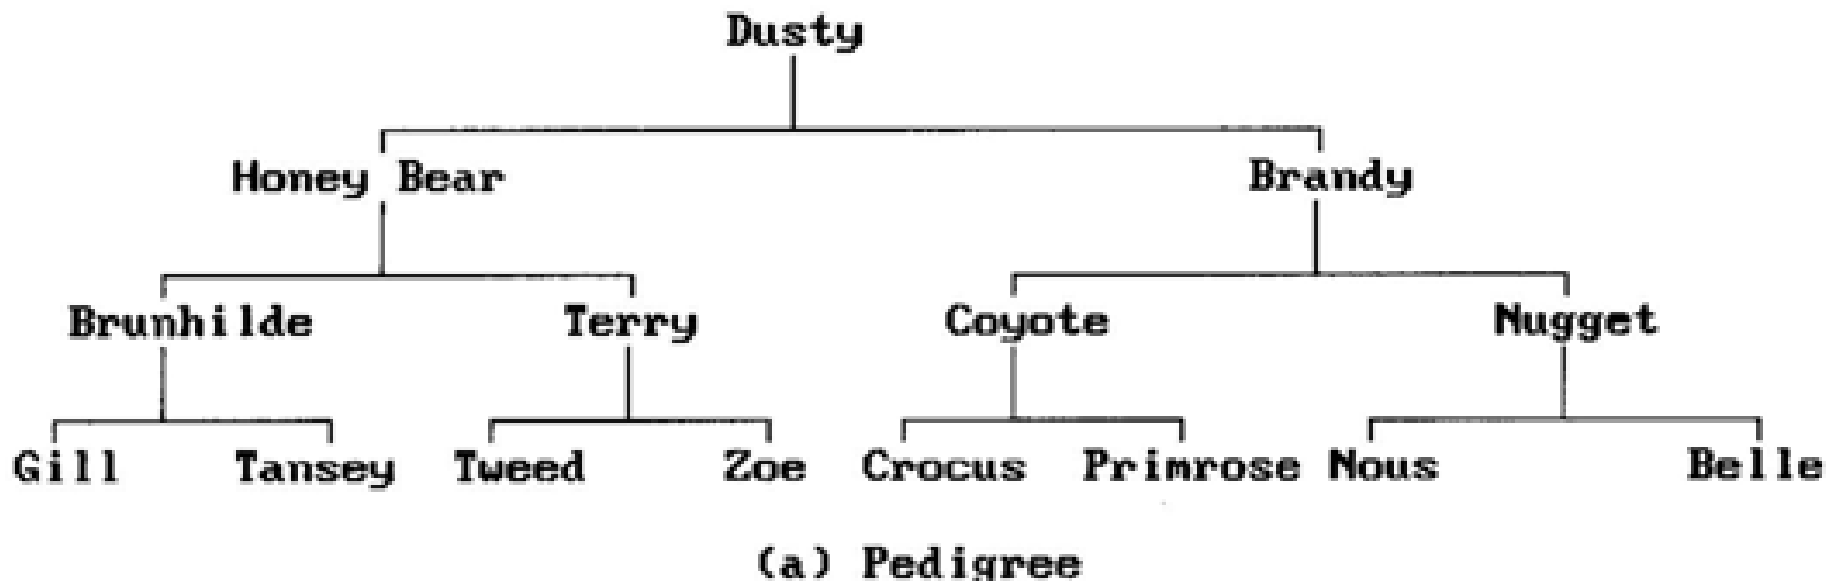 Dusty
Honey Bear Brandy
Brunhilde Terry Coyote Nugget
Gill Tansey Tweed Zoe Crocus Primrose Nous Belle
(a) Pedigree